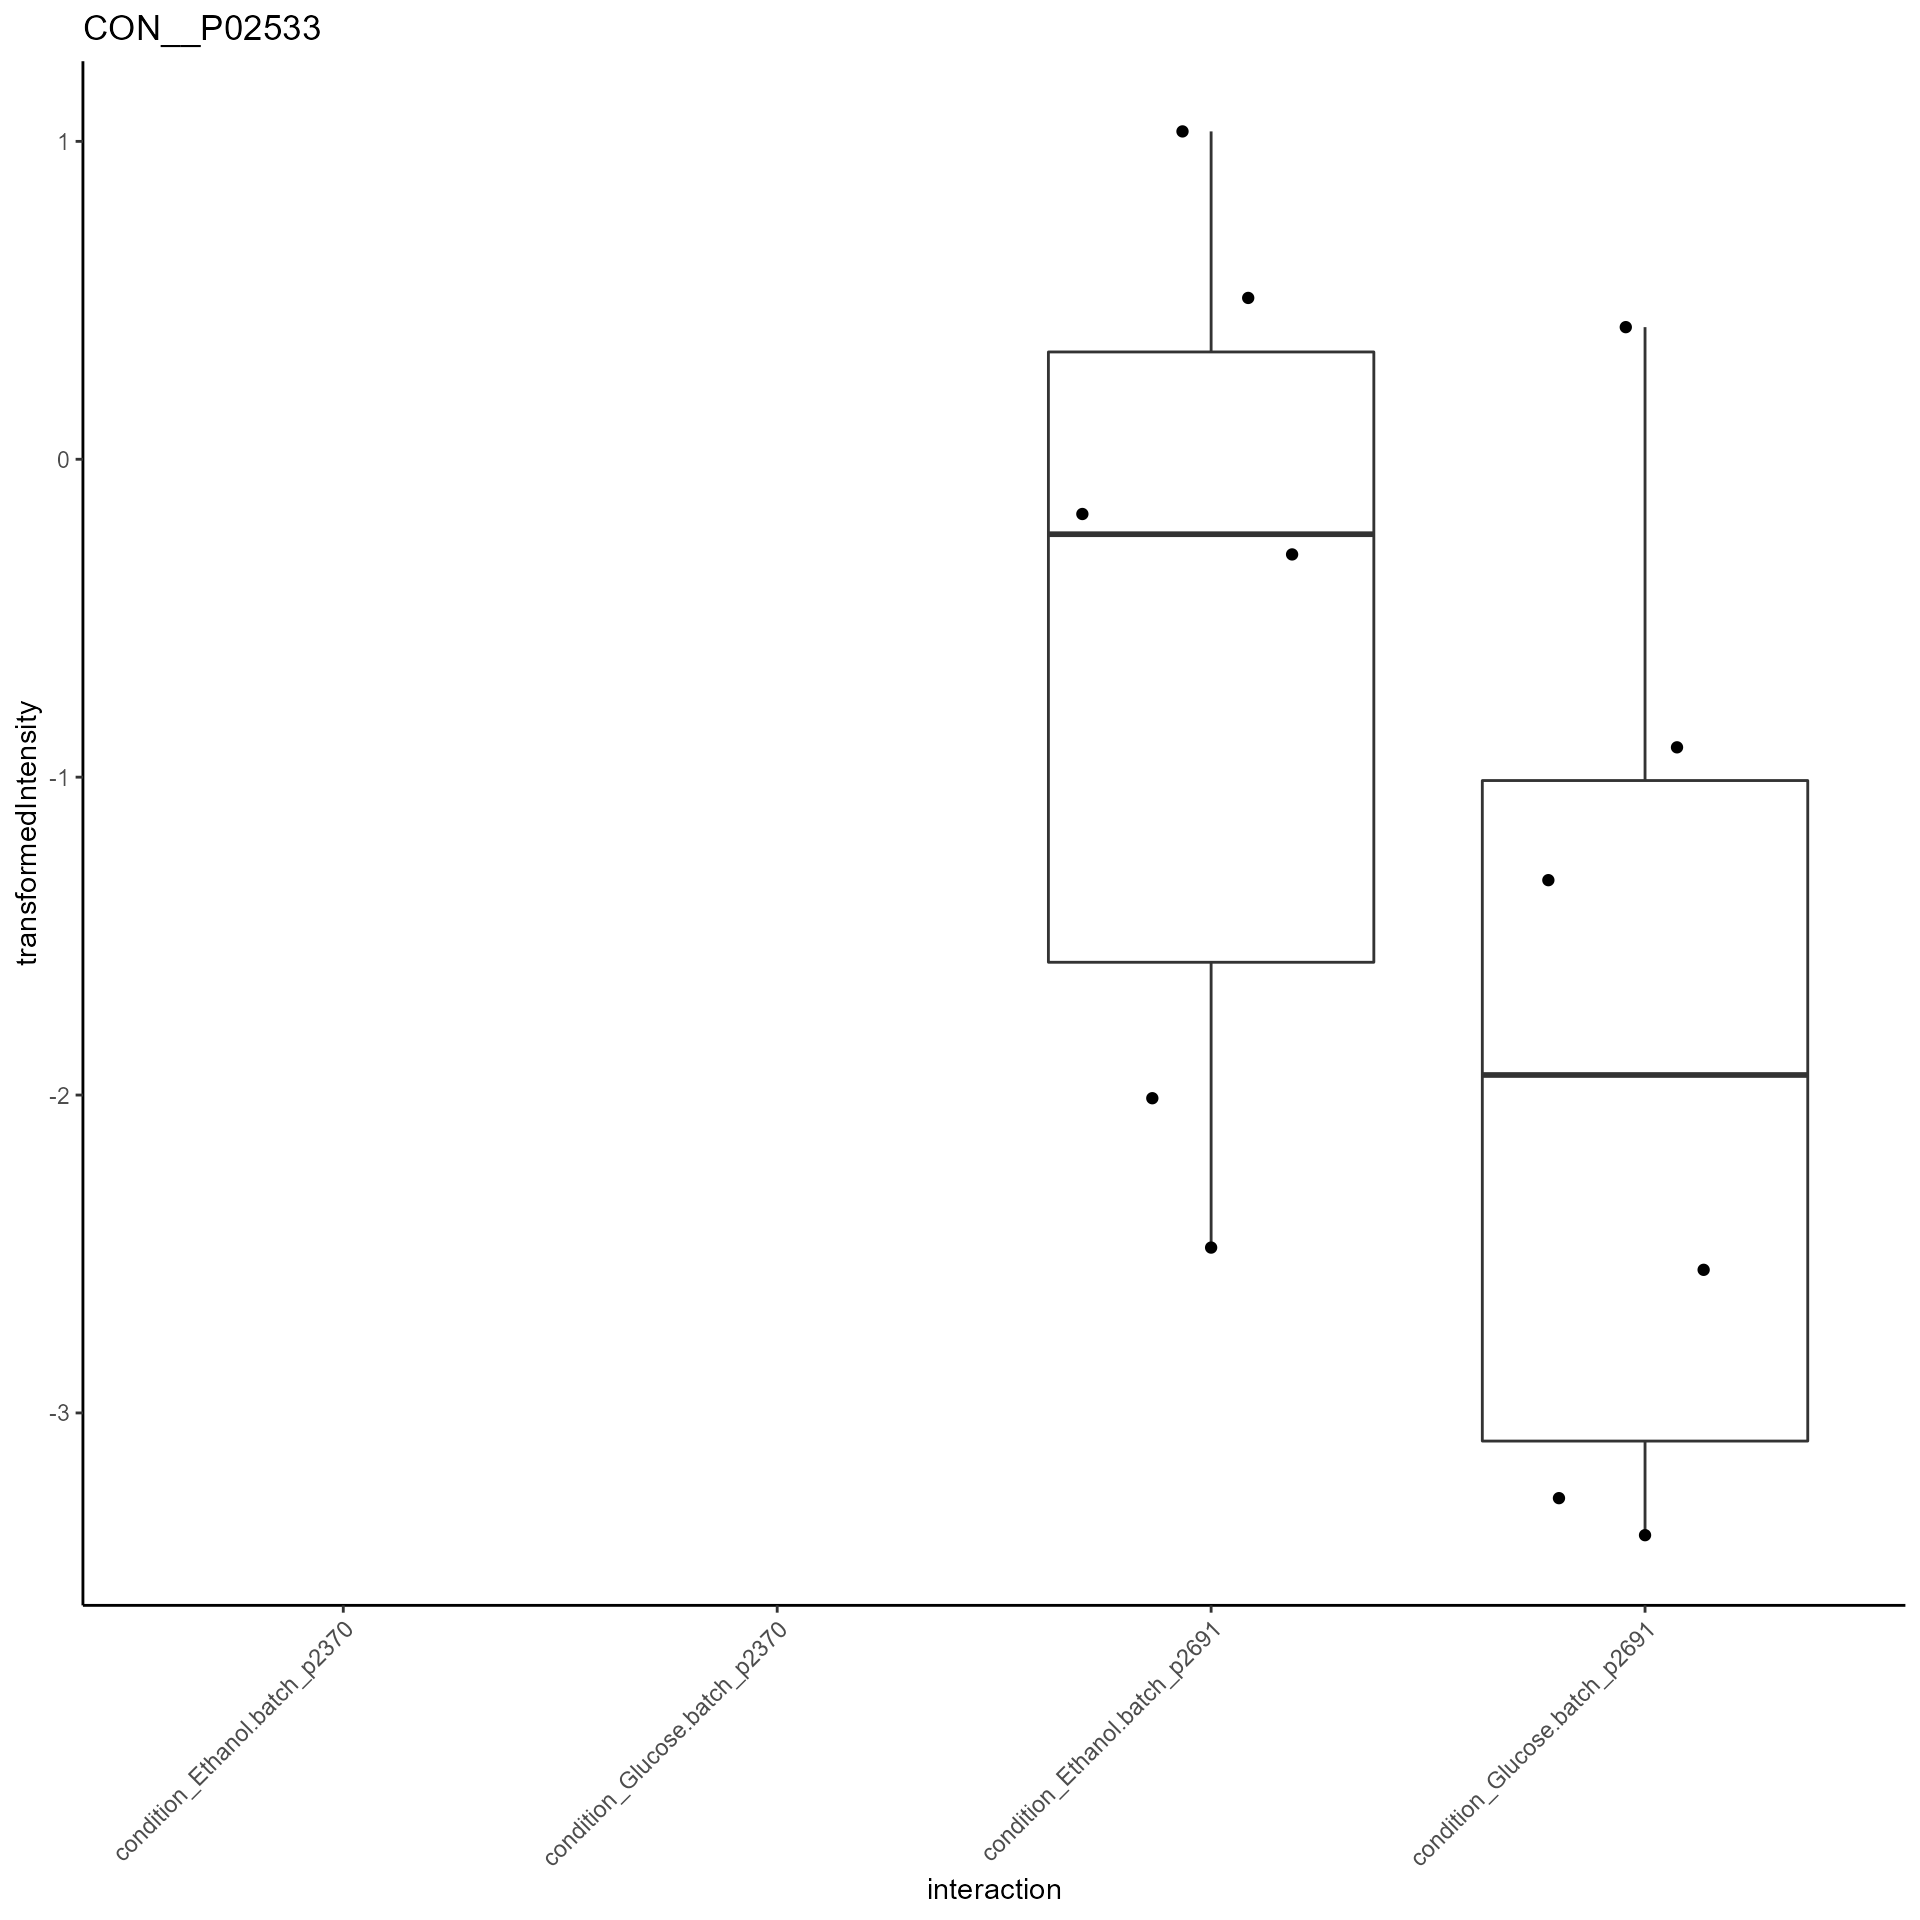 CON__P02533
transformedIntensity
1
0
-1
-2
-3
condition_Ethanol.batch_p2370
condition_Glucose.batch_p2370
condition_Ethanol.batch_p2691
condition_Glucose.batch_p2691
interaction